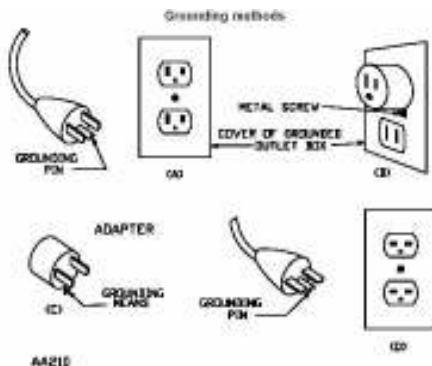 Grounding methods
GROUNDING
PIN
(A)
METAL SCREW
COVER OF GROUNDED
OUTLET BOX
(B)
ADAPTER
(C)
GROUNDING
MEANS
GROUNDING
PIN
(D)
AA210